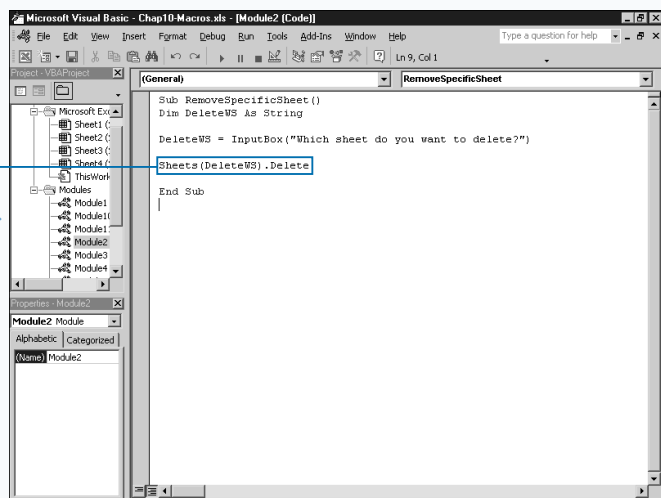 Microsoft Visual Basic - Chap10-Macros.xls - [Module2 (Code)]
File Edit View Insert Format Debug Run Tools Add-Ins Window Help
Type a question for help
Ln 9, Col 1
Project - VBAProject
(General)
RemoveSpecificSheet
Microsoft Exc
Sheet1 (
Sheet2 (
Sheet3 (
Sheet4 (
ThisWork
Modules
Module1
Module10
Module1
Module2
Module3
Module4
Sub RemoveSpecificSheet()
Dim DeleteWS As String
DeleteWS = InputBox("Which sheet do you want to delete?")
Sheets(DeleteWS).Delete
End Sub
Properties - Module2
Module2 Module
Alphabetic Categorized
(Name) Module2